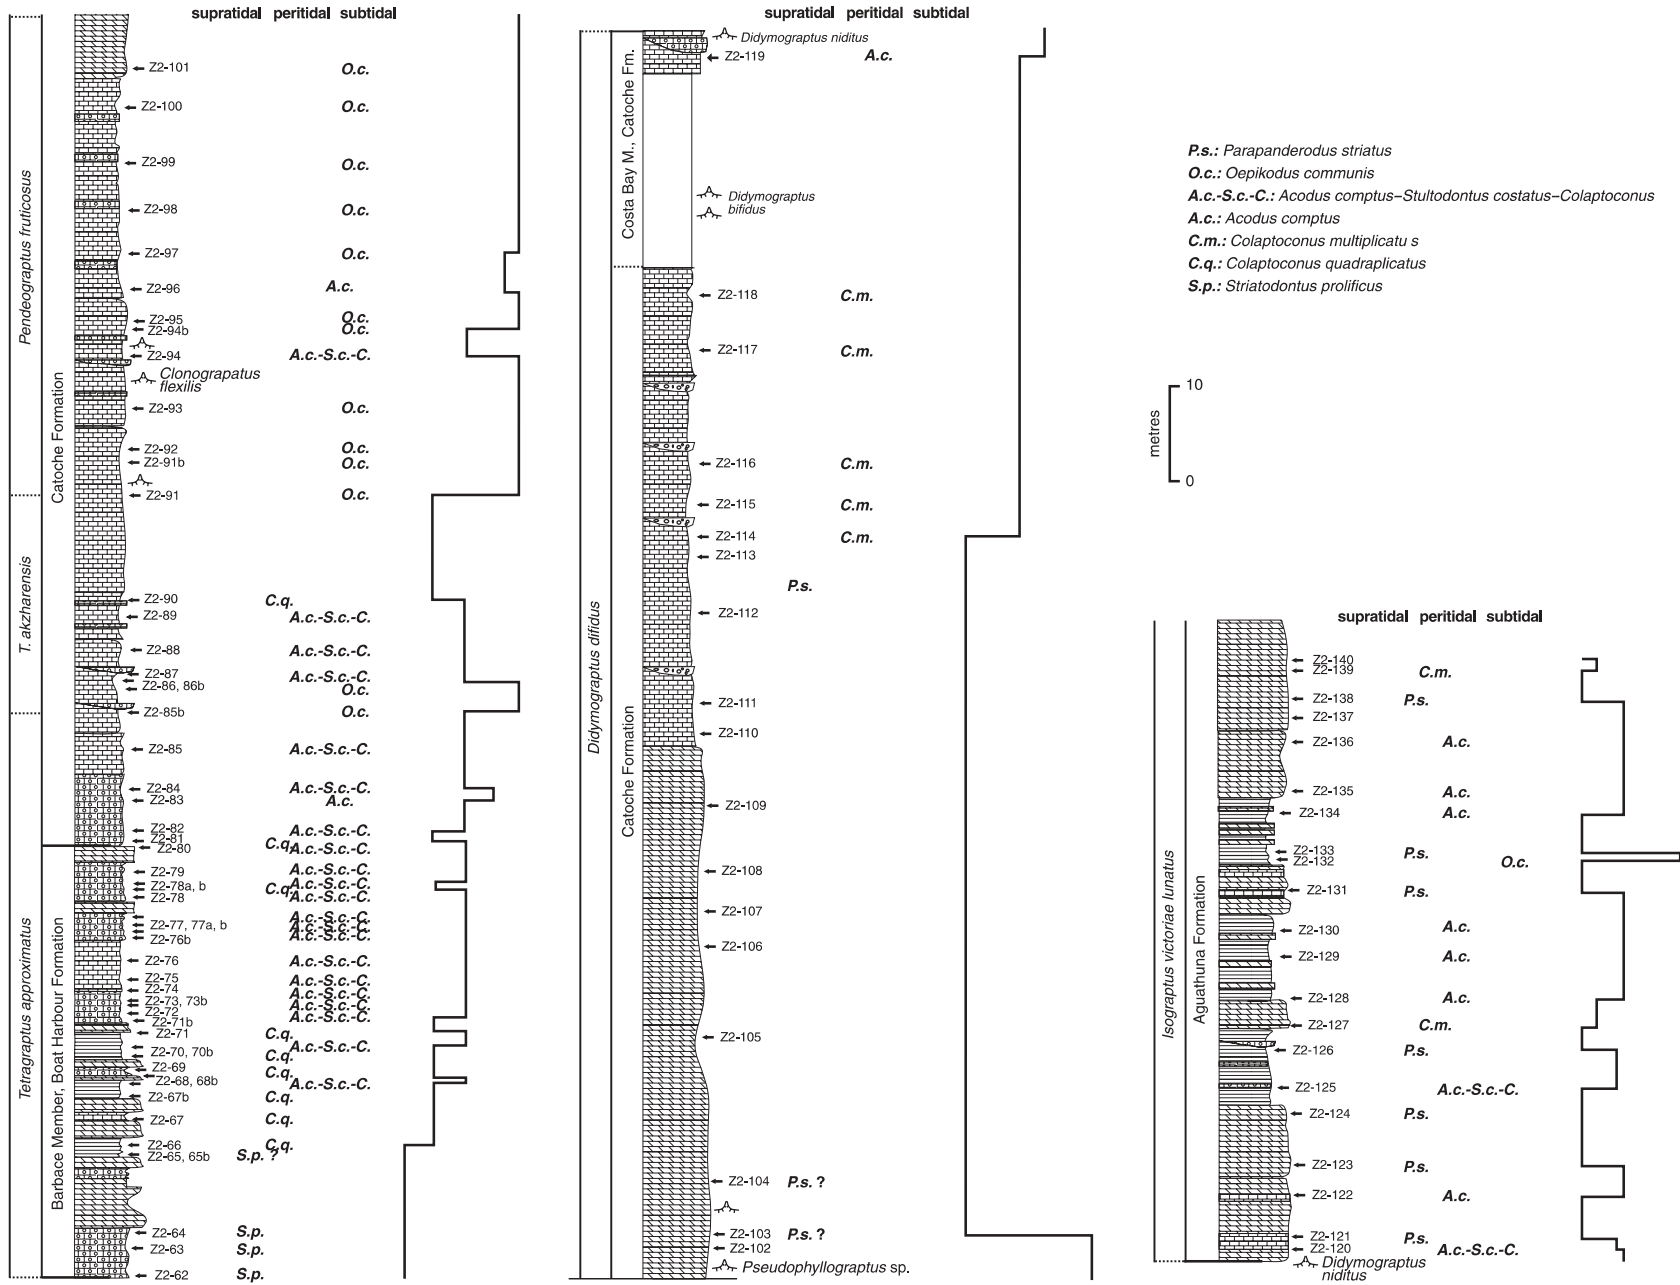 supratidal peritidal subtidal
Pendeograptus fruticosus
T. akzharensis
Tetragraptus approximatus
Catoche Formation
Barbace Member, Boat Harbour Formation
Z2-101 O.c.
Z2-100 O.c.
Z2-99 O.c.
Z2-98 O.c.
Z2-97 O.c.
Z2-96 A.c.
Z2-95 O.c.
Z2-94b O.c.
Z2-94 A.c.-S.c.-C.
Clonograpatus
flexilis
Z2-93 O.c.
Z2-92 O.c.
Z2-91b O.c.
Z2-91 O.c.
Z2-90 C.q.
Z2-89 A.c.-S.c.-C.
Z2-88 A.c.-S.c.-C.
Z2-87 A.c.-S.c.-C.
Z2-86, 86b O.c.
Z2-85b O.c.
Z2-85 A.c.-S.c.-C.
Z2-84 A.c.-S.c.-C.
Z2-83 A.c.
Z2-82 A.c.-S.c.-C.
Z2-81 C.q.
Z2-80 A.c.-S.c.-C.
Z2-79 A.c.-S.c.-C.
Z2-78a, b C.q. A.c.-S.c.-C.
Z2-78 A.c.-S.c.-C.
A.c.-S.c.-C.
Z2-77, 77a, b A.c.-S.c.-C.
Z2-76b A.c.-S.c.-C.
Z2-76 A.c.-S.c.-C.
Z2-75 A.c.-S.c.-C.
Z2-74 A.c.-S.c.-C.
Z2-73, 73b A.c.-S.c.-C.
Z2-72 A.c.-S.c.-C.
Z2-71b
Z2-71 C.q.
A.c.-S.c.-C.
Z2-70, 70b C.q.
Z2-69 C.q.
Z2-68, 68b A.c.-S.c.-C.
Z2-67b C.q.
Z2-67 C.q.
Z2-66 C.q.
Z2-65, 65b S.p. ?
Z2-64 S.p.
Z2-63 S.p.
Z2-62 S.p.
supratidal peritidal subtidal
Didymograptus difidus
Costa Bay M., Catoche Fm.
Catoche Formation
Didymograptus niditus
Z2-119 A.c.
Didymograptus
bifidus
Z2-118 C.m.
Z2-117 C.m.
Z2-116 C.m.
Z2-115 C.m.
Z2-114 C.m.
Z2-113
P.s.
Z2-112
Z2-111
Z2-110
Z2-109
Z2-108
Z2-107
Z2-106
Z2-105
Z2-104 P.s. ?
Z2-103 P.s. ?
Z2-102
Pseudophyllograptus sp.
P.s.: Parapanderodus striatus
O.c.: Oepikodus communis
A.c.-S.c.-C.: Acodus comptus–Stultodontus costatus–Colaptoconus
A.c.: Acodus comptus
C.m.: Colaptoconus multiplicatu s
C.q.: Colaptoconus quadraplicatus
S.p.: Striatodontus prolificus
10
metres
0
supratidal peritidal subtidal
Isograptus victoriae lunatus
Aguathuna Formation
Z2-140
Z2-139 C.m.
Z2-138 P.s.
Z2-137
Z2-136 A.c.
Z2-135 A.c.
Z2-134 A.c.
Z2-133 P.s.
Z2-132 O.c.
Z2-131 P.s.
Z2-130 A.c.
Z2-129 A.c.
Z2-128 A.c.
Z2-127 C.m.
Z2-126 P.s.
Z2-125 A.c.-S.c.-C.
Z2-124 P.s.
Z2-123 P.s.
Z2-122 A.c.
Z2-121 P.s.
Z2-120 A.c.-S.c.-C.
Didymograptus
niditus